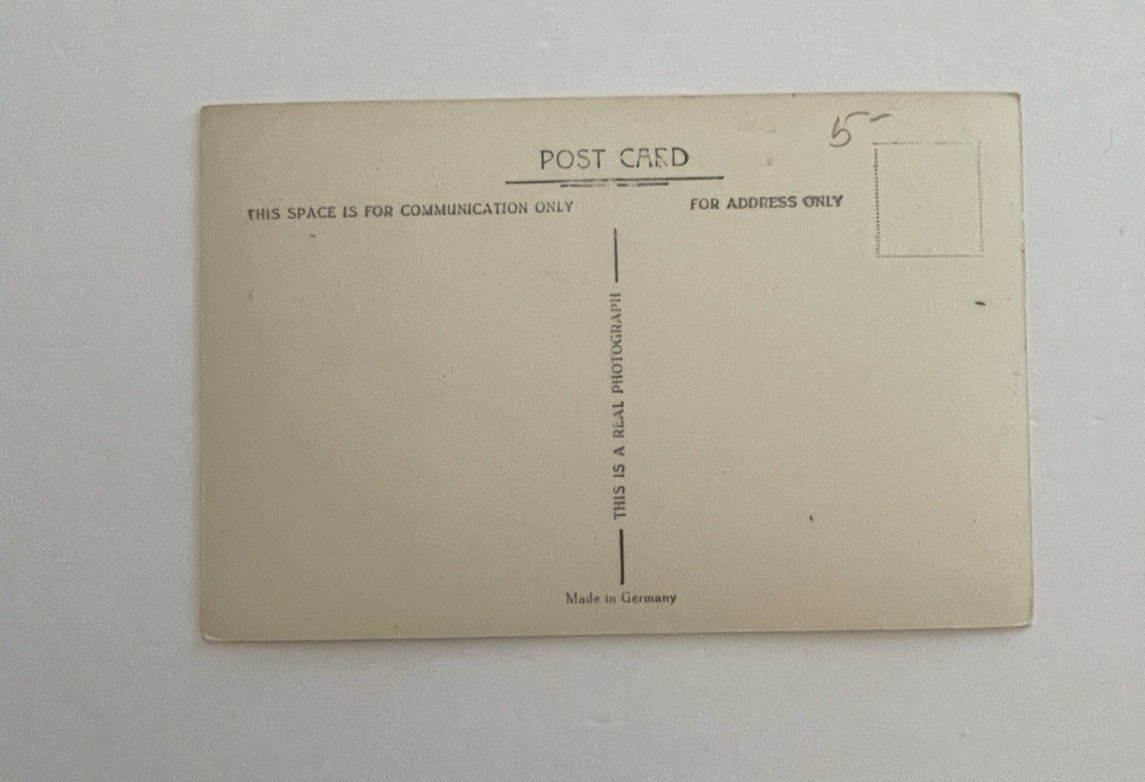 5-
POST CARD
THIS SPACE IS FOR COMMUNICATION ONLY
FOR ADDRESS ONLY
THIS IS A REAL PHOTOGRAPH
Made in Germany